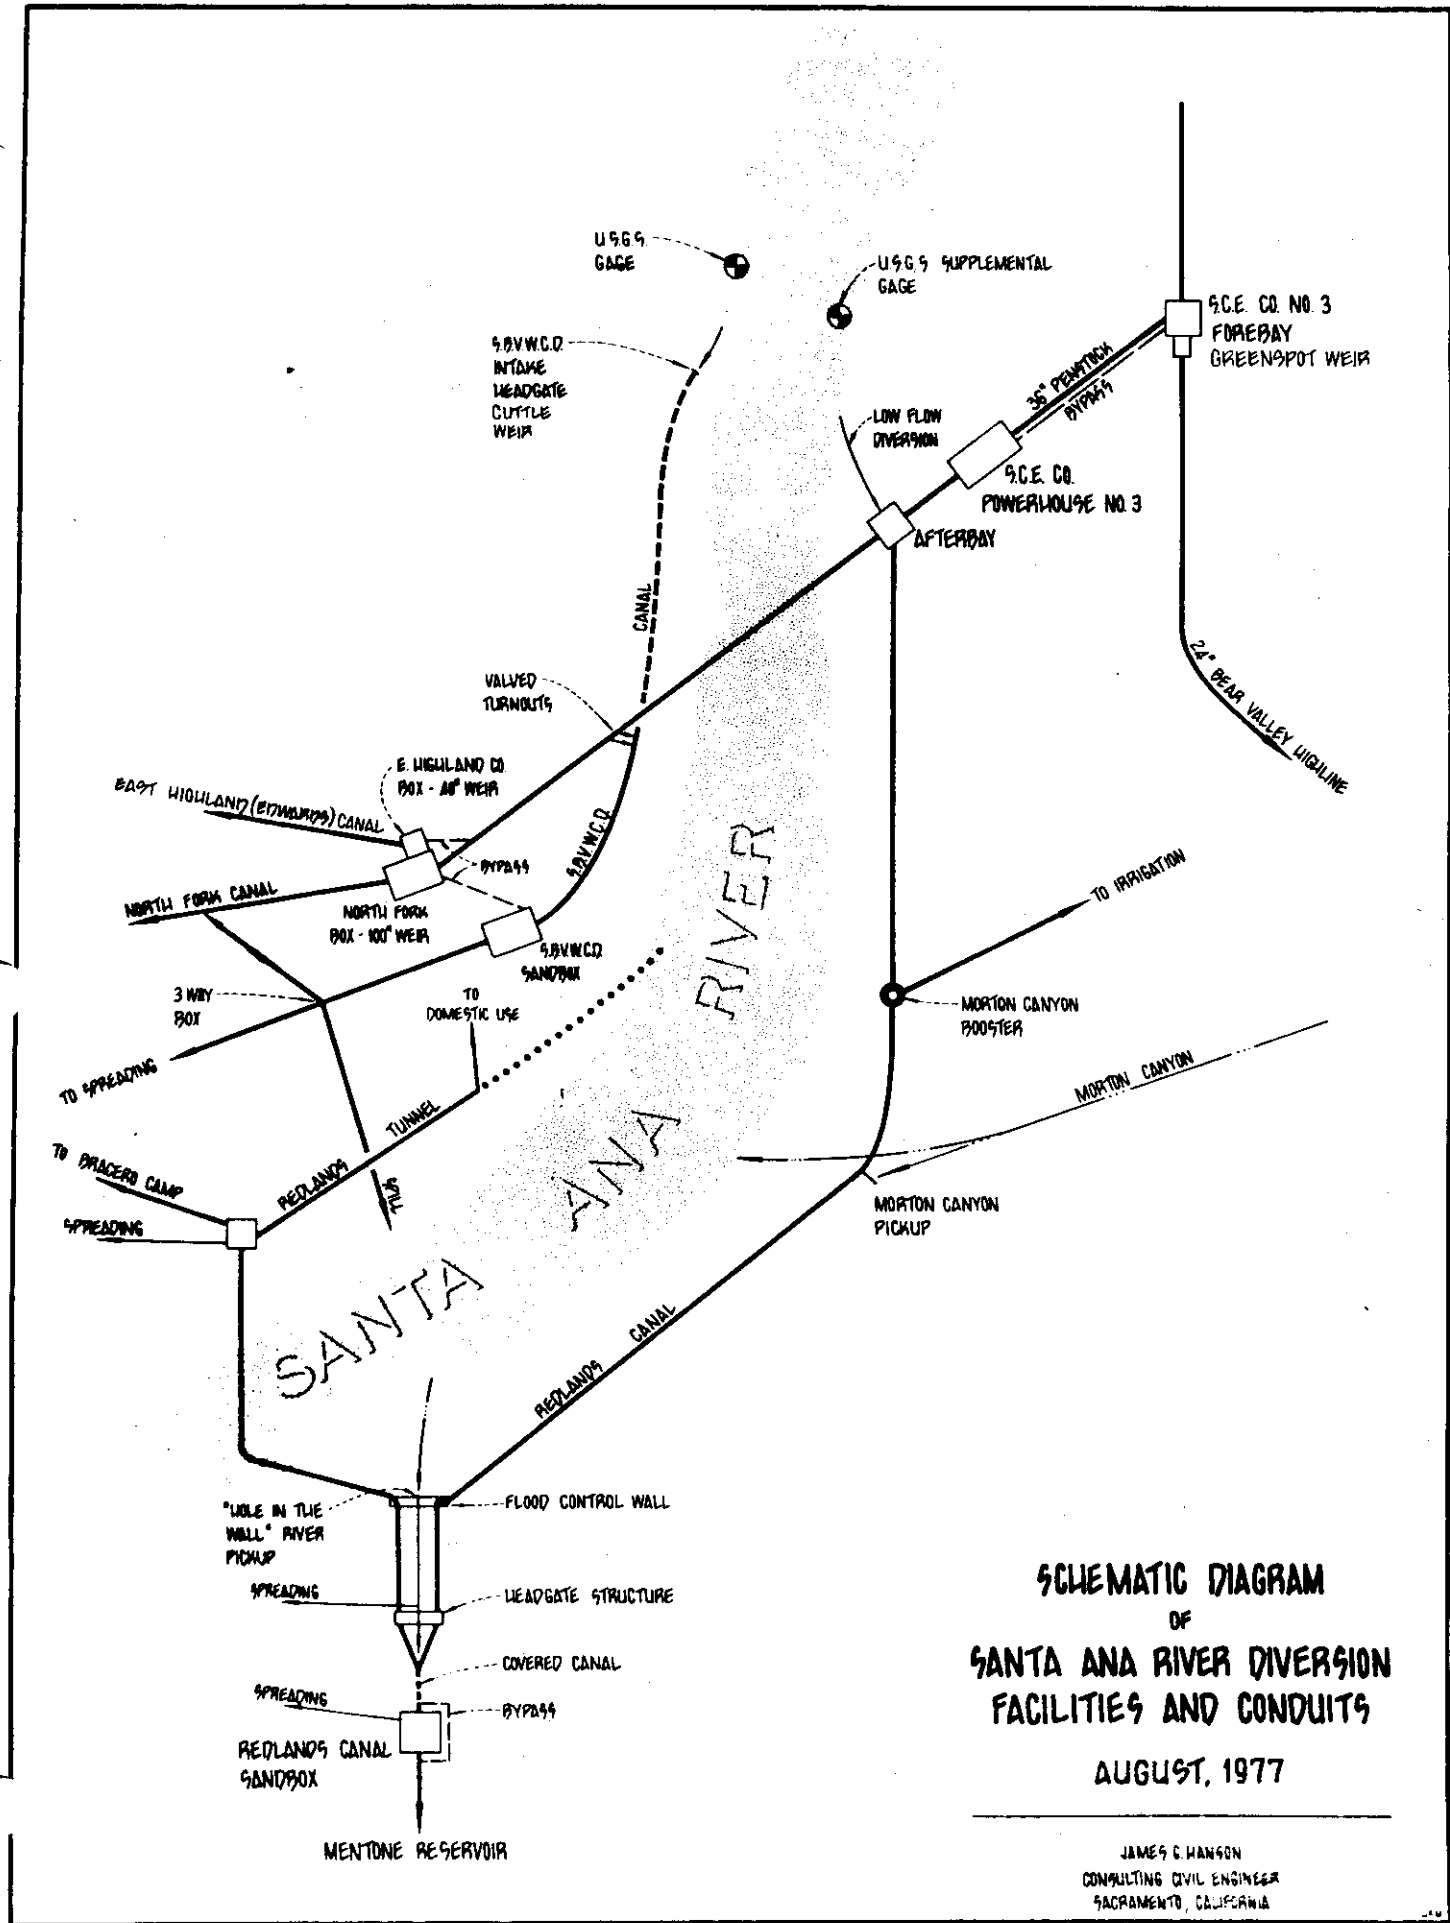 U.S.G.S.
GAGE
U.S.G.S SUPPLEMENTAL
GAGE
S.C.E. CO. NO. 3
FOREBAY
GREENSPOT WEIR
S.B.V.W.C.D.
INTAKE
HEADGATE
CUTTLE
WEIR
36" PENSTOCK
BYPASS
LOW FLOW
DIVERSION
S.C.E. CO.
POWERHOUSE NO. 3
AFTERBAY
CANAL
24" BEAR VALLEY HIGHLINE
VALVED
TURNOUTS
E. HIGHLAND CO.
BOX - 48" WEIR
EAST HIGHLAND (EDWARDS) CANAL
S.B.V.W.C.D.
BYPASS
NORTH FORK CANAL
NORTH FORK
BOX - 100" WEIR
S.B.V.W.C.D.
SANDBOX
RIVER
TO IRRIGATION
3 WAY
BOX
TO
DOMESTIC USE
MORTON CANYON
BOOSTER
TO SPREADING
MORTON CANYON
TUNNEL
REDLANDS
ANA
TO BRACERO CAMP
SPILL
SPREADING
MORTON CANYON
PICKUP
SANTA
CANAL
REDLANDS
"HOLE IN THE
WALL" RIVER
PICKUP
FLOOD CONTROL WALL
SPREADING
HEADGATE STRUCTURE
COVERED CANAL
SPREADING
BYPASS
REDLANDS CANAL
SANDBOX
MENTONE RESERVOIR
SCHEMATIC DIAGRAM
OF
SANTA ANA RIVER DIVERSION
FACILITIES AND CONDUITS
AUGUST, 1977
JAMES C. HANSON
CONSULTING CIVIL ENGINEER
SACRAMENTO, CALIFORNIA